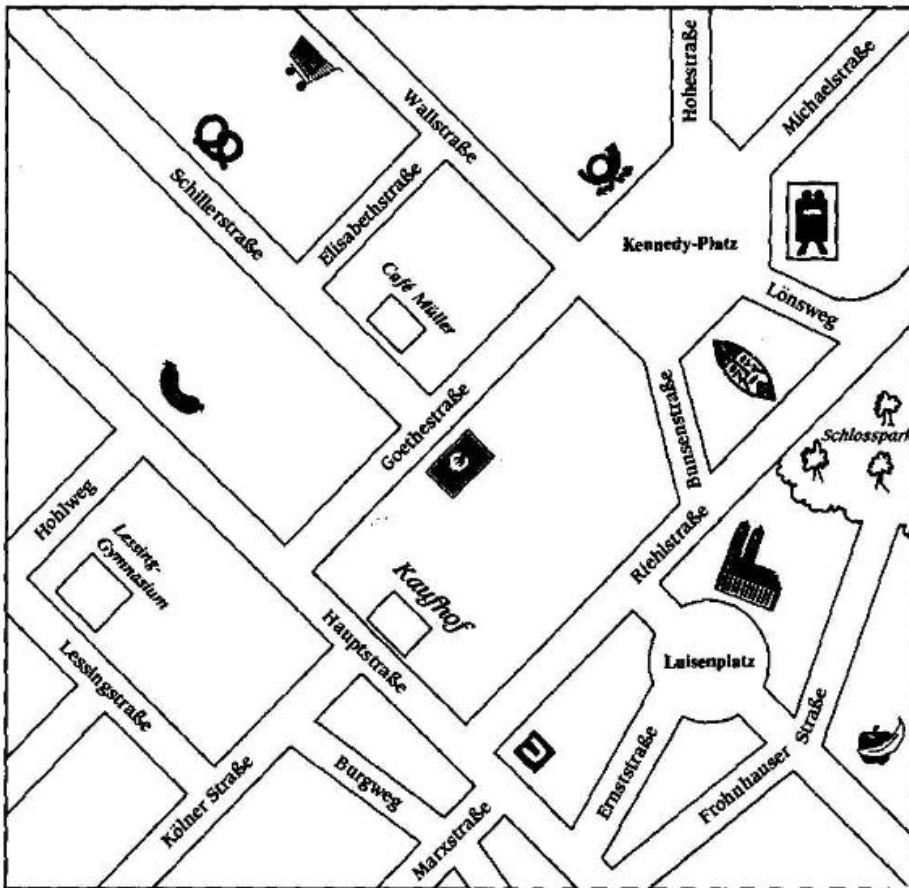 Hohestraße
Michaelstraße
Wallstraße
Schillerstraße
Elisabethstraße
Kennedy-Platz
Café Müller
Lönsweg
Goethestraße
Bunsenstraße
Schlosspark
Hohlweg
Lessing-
Gymnasium
Riehlstraße
Kaufhof
Hauptstraße
Luisenplatz
Lessingstraße
U
Ernststraße
Frohnhauser Straße
Burgweg
Kölner Straße
Marxstraße